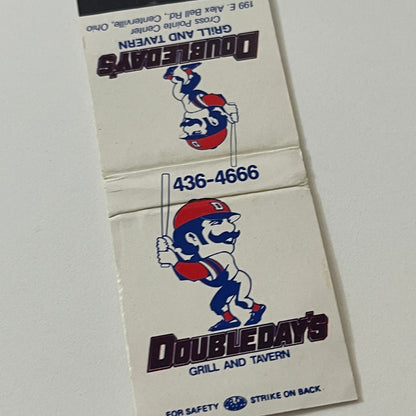 199 E. Alex Bell Rd., Centerville, Ohio
Cross Pointe Center
GRILL AND TAVERN
DOUBLEDAY'S
436-4666
D
DOUBLEDAY'S
GRILL AND TAVERN
FOR SAFETY STRIKE ON BACK